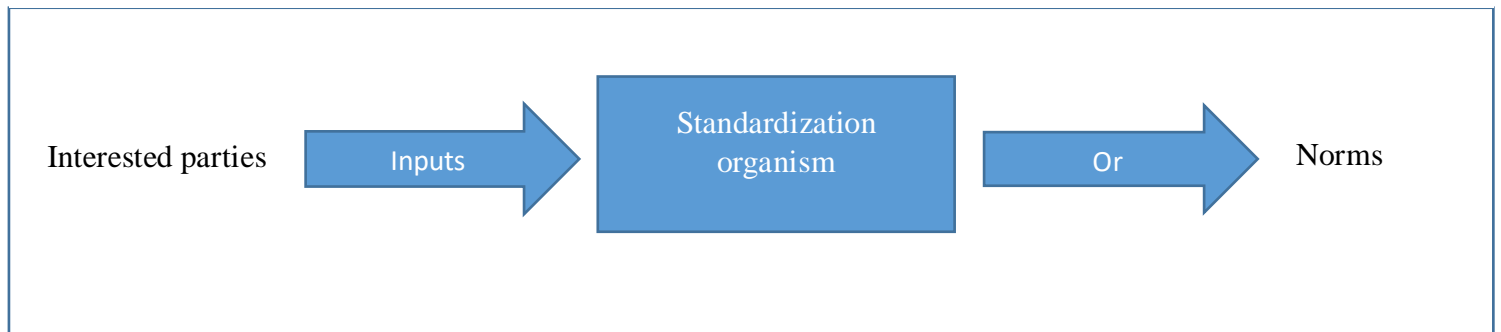 Interested parties
Inputs
Standardization
organism
Or
Norms